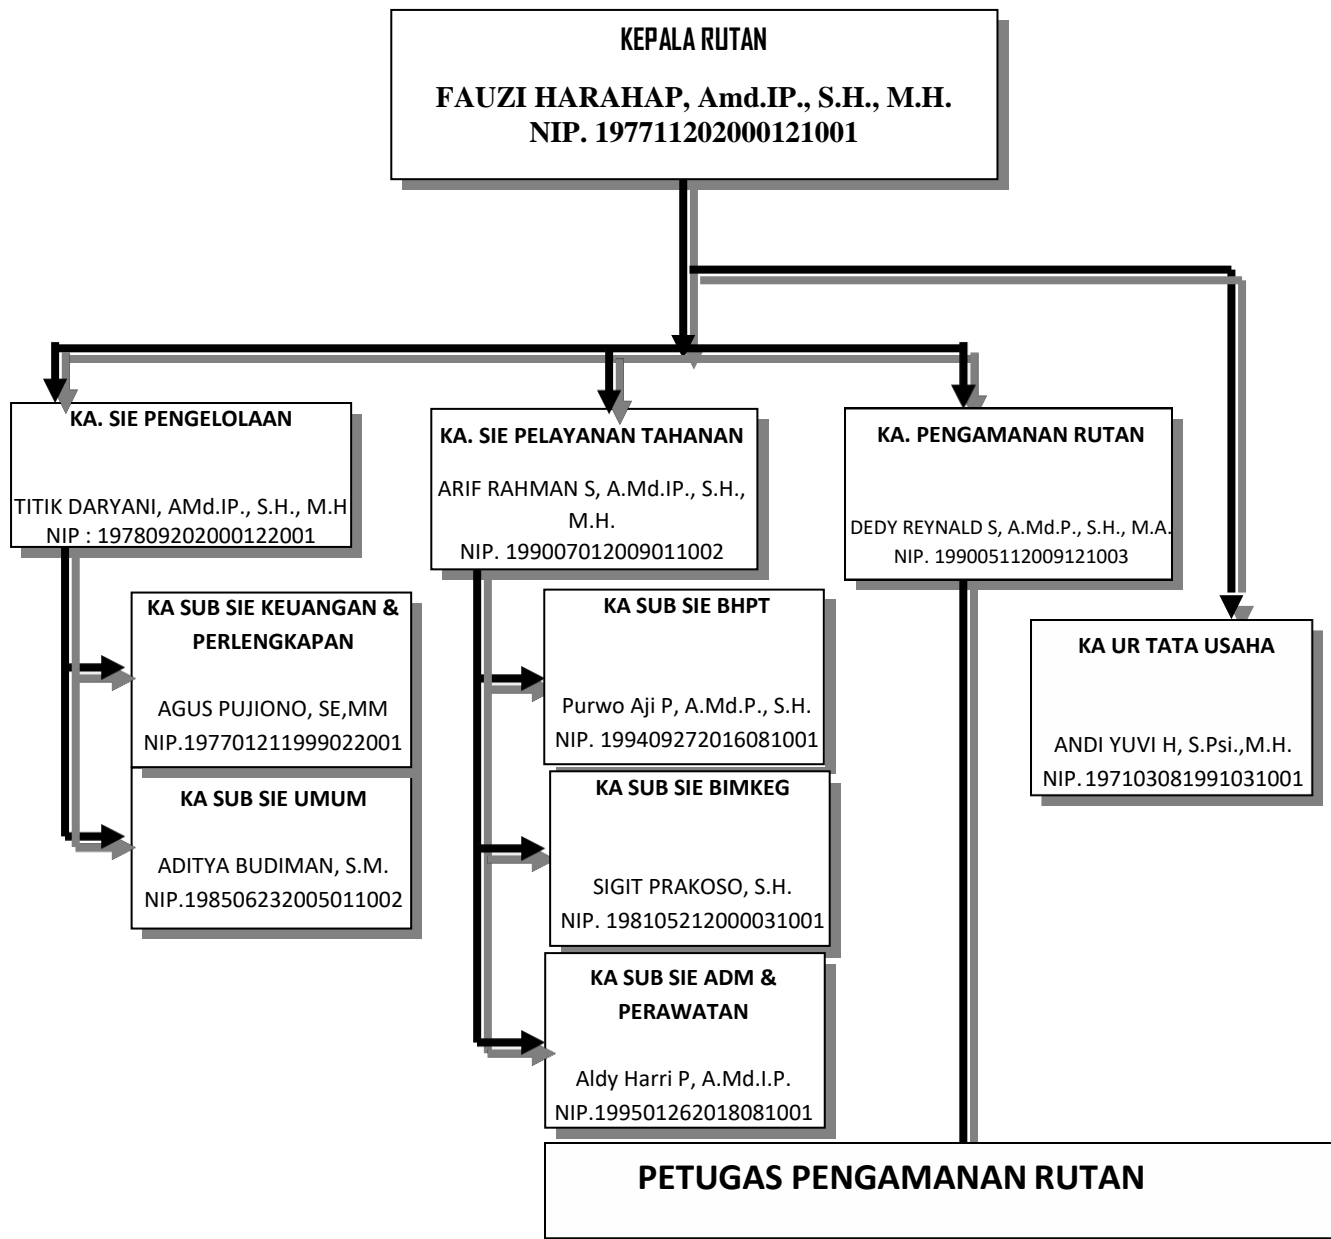 KEPALA RUTAN
FAUZI HARAHAP, Amd.IP., S.H., M.H.
NIP. 197711202000121001
KA. SIE PENGELOLAAN
TITIK DARYANI, AMd.IP., S.H., M.H
NIP : 197809202000122001
KA. SIE PELAYANAN TAHANAN
ARIF RAHMAN S, A.Md.IP., S.H.,
M.H.
NIP. 199007012009011002
KA. PENGAMANAN RUTAN
DEDY REYNALD S, A.Md.P., S.H., M.A.
NIP. 199005112009121003
KA SUB SIE KEUANGAN &
PERLENGKAPAN
AGUS PUJIONO, SE,MM
NIP.197701211999022001
KA SUB SIE UMUM
ADITYA BUDIMAN, S.M.
NIP.198506232005011002
KA SUB SIE BHPT
Purwo Aji P, A.Md.P., S.H.
NIP. 199409272016081001
KA SUB SIE BIMKEG
SIGIT PRAKOSO, S.H.
NIP. 198105212000031001
KA SUB SIE ADM &
PERAWATAN
Aldy Harri P, A.Md.I.P.
NIP.199501262018081001
KA UR TATA USAHA
ANDI YUVI H, S.Psi.,M.H.
NIP. 197103081991031001
PETUGAS PENGAMANAN RUTAN